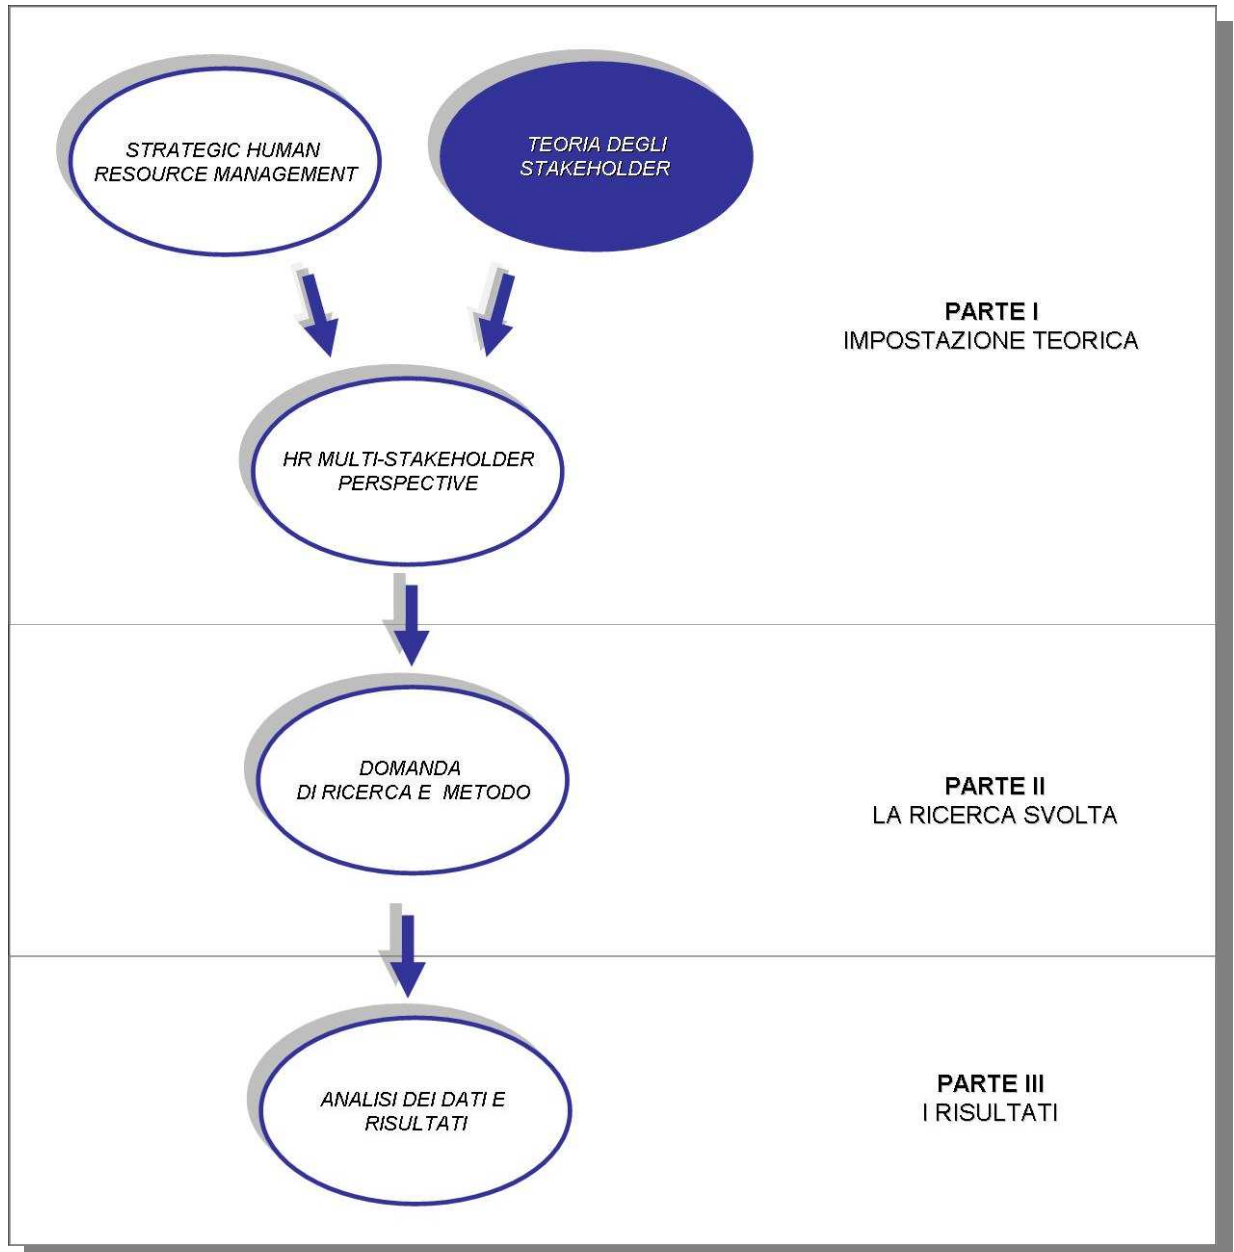 STRATEGIC HUMAN
RESOURCE MANAGEMENT
TEORIA DEGLI
STAKEHOLDER
PARTE I
IMPOSTAZIONE TEORICA
HR MULTI-STAKEHOLDER
PERSPECTIVE
DOMANDA
DI RICERCA E METODO
PARTE II
LA RICERCA SVOLTA
ANALISI DEI DATI E
RISULTATI
PARTE III
I RISULTATI